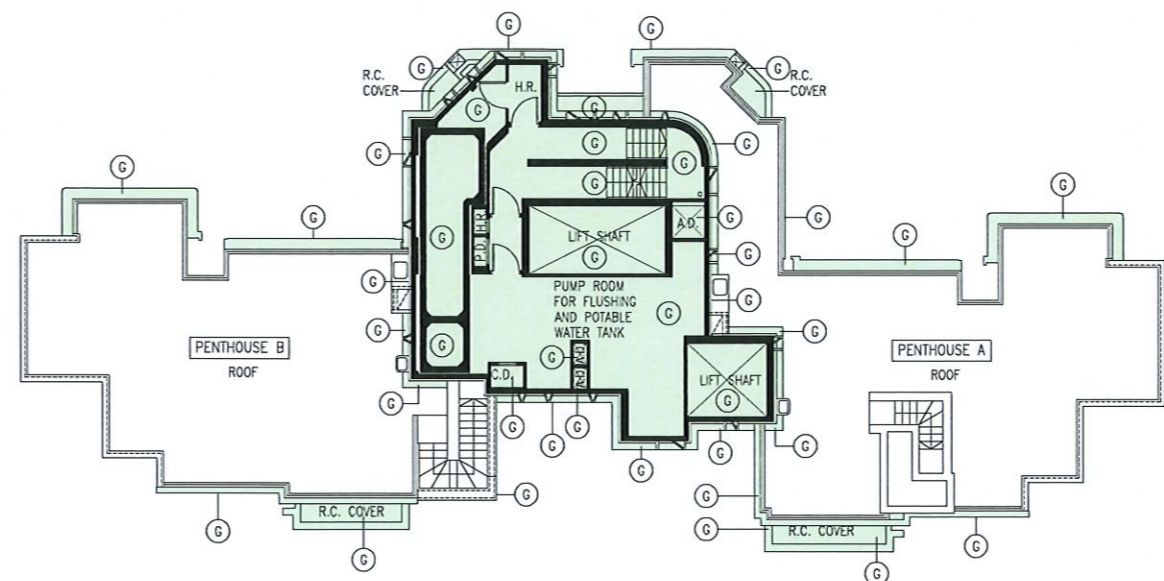 G
G
G
G
G
R.C.
COVER
R.C.
COVER
H.R.
G
G
G
G
G
G
G
G
G
G
G
G
G
H.R.
P.D.
A.D.
G
LIFT SHAFT
G
G
G
G
G
G
PUMP ROOM
FOR FLUSHING
AND POTABLE
WATER TANK
G
G
G
G
PENTHOUSE B
ROOF
PENTHOUSE A
ROOF
G
G
C.D.
LIFT SHAFT
G
G
G
G
G
G
G
G
G
G
G
R.C. COVER
G
G
G
R.C. COVER
G
G
G